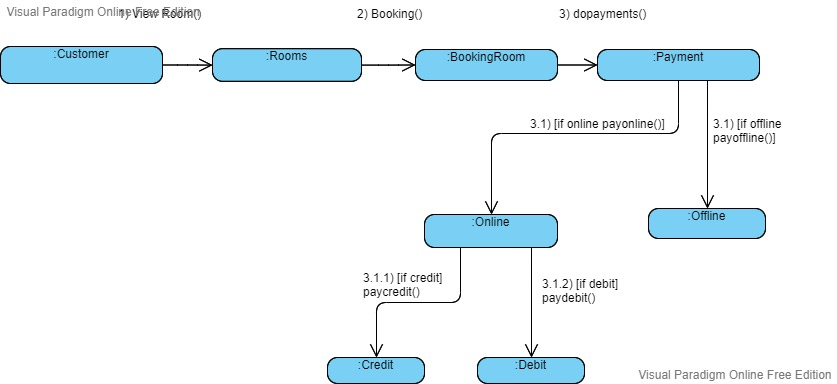 Visual Paradigm Online Free Edition
1) View Room()
2) Booking()
3) dopayments()
:Customer
:Rooms
:BookingRoom
:Payment
3.1) [if online payonline()]
3.1) [if offline
payoffline()]
:Online
:Offline
3.1.1) [if credit]
paycredit()
3.1.2) [if debit]
paydebit()
:Credit
:Debit
Visual Paradigm Online Free Edition